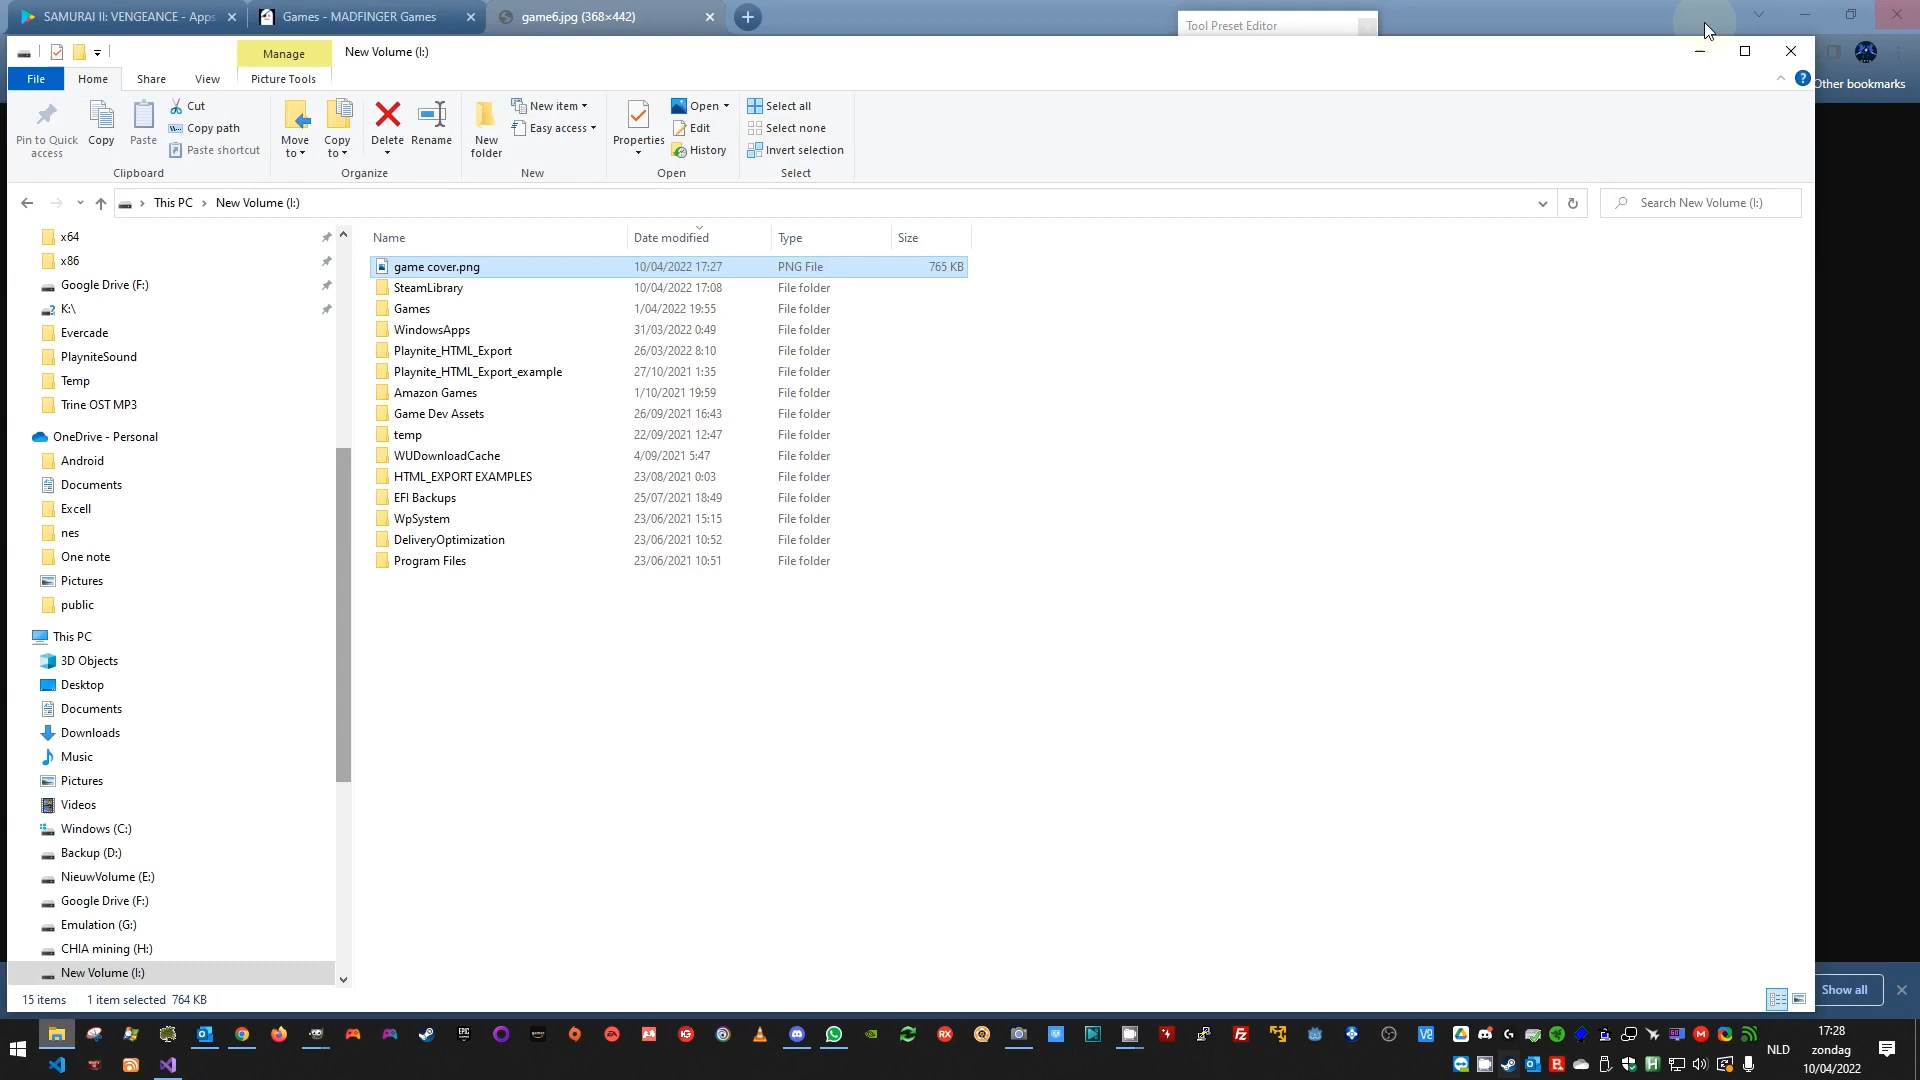 SAMURAI II: VENGEANCE - Apps
Games - MADFINGER Games
game6.jpg (368×442)
Tool Preset Editor
Manage
New Volume (I:)
File
Home
Share
View
Picture Tools
Other bookmarks
Pin to Quick access
Copy
Paste
Cut
Copy path
Paste shortcut
Clipboard
Move to
Copy to
Delete
Rename
Organize
New folder
New item
Easy access
New
Properties
Open
Edit
History
Open
Select all
Select none
Invert selection
Select
This PC
New Volume (I:)
Search New Volume (I:)
x64
x86
Google Drive (F:)
K:\
Evercade
PlayniteSound
Temp
Trine OST MP3
OneDrive - Personal
Android
Documents
Excell
nes
One note
Pictures
public
This PC
3D Objects
Desktop
Documents
Downloads
Music
Pictures
Videos
Windows (C:)
Backup (D:)
NieuwVolume (E:)
Google Drive (F:)
Emulation (G:)
CHIA mining (H:)
New Volume (I:)
Name Date modified Type Size
game cover.png 10/04/2022 17:27 PNG File 765 KB
SteamLibrary 10/04/2022 17:08 File folder
Games 1/04/2022 19:55 File folder
WindowsApps 31/03/2022 0:49 File folder
Playnite_HTML_Export 26/03/2022 8:10 File folder
Playnite_HTML_Export_example 27/10/2021 1:35 File folder
Amazon Games 1/10/2021 19:59 File folder
Game Dev Assets 26/09/2021 16:43 File folder
temp 22/09/2021 12:47 File folder
WUDownloadCache 4/09/2021 5:47 File folder
HTML_EXPORT EXAMPLES 23/08/2021 0:03 File folder
EFI Backups 25/07/2021 18:49 File folder
WpSystem 23/06/2021 15:15 File folder
DeliveryOptimization 23/06/2021 10:52 File folder
Program Files 23/06/2021 10:51 File folder
15 items 1 item selected 764 KB
Show all
NLD
17:28
zondag
10/04/2022